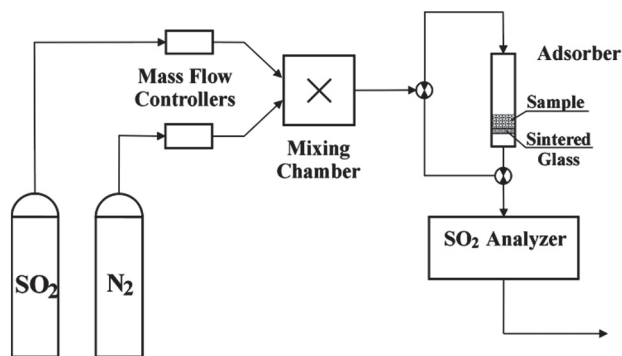 Mass Flow
Controllers
Mixing
Chamber
Adsorber
Sample
Sintered
Glass
SO2 Analyzer
SO2
N2